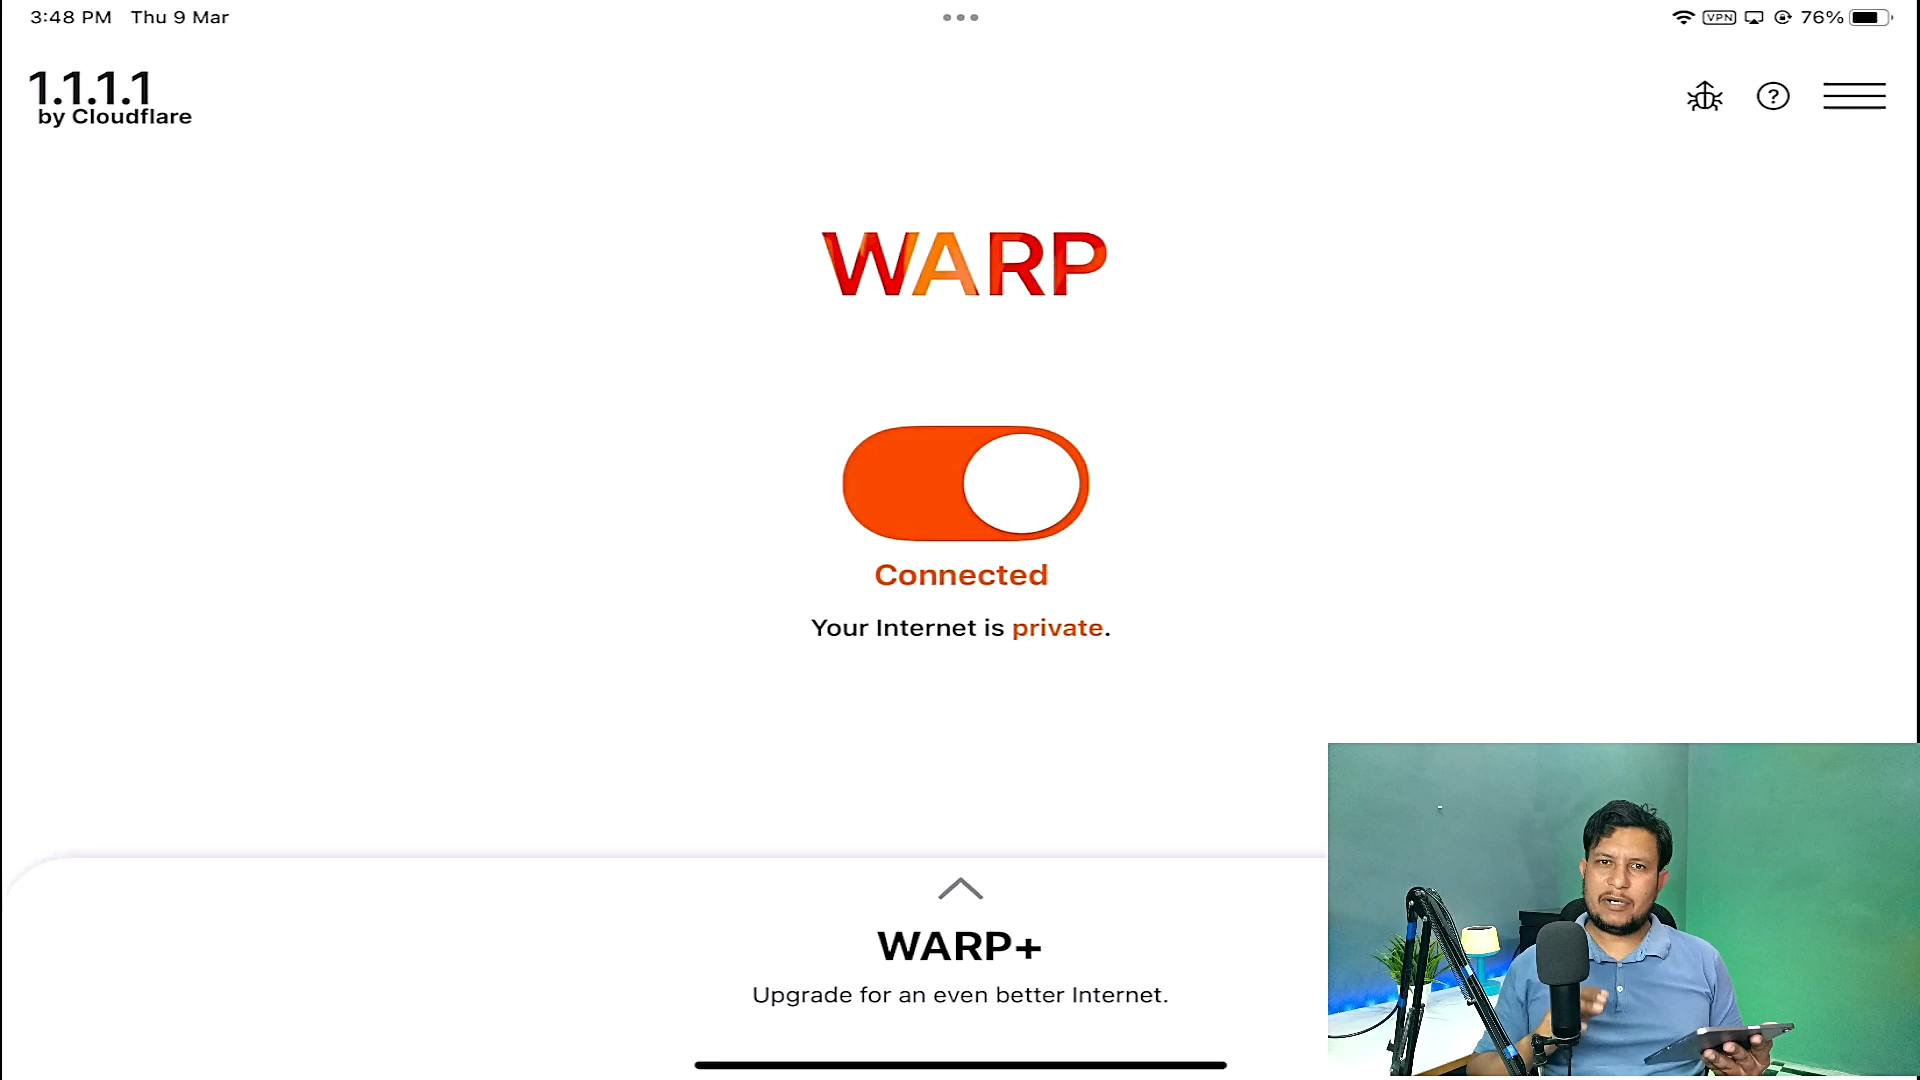 3:48 PM Thu 9 Mar
VPN
76%
1.1.1.1
by Cloudflare
?
WARP
Connected
Your Internet is private.
WARP+
Upgrade for an even better Internet.